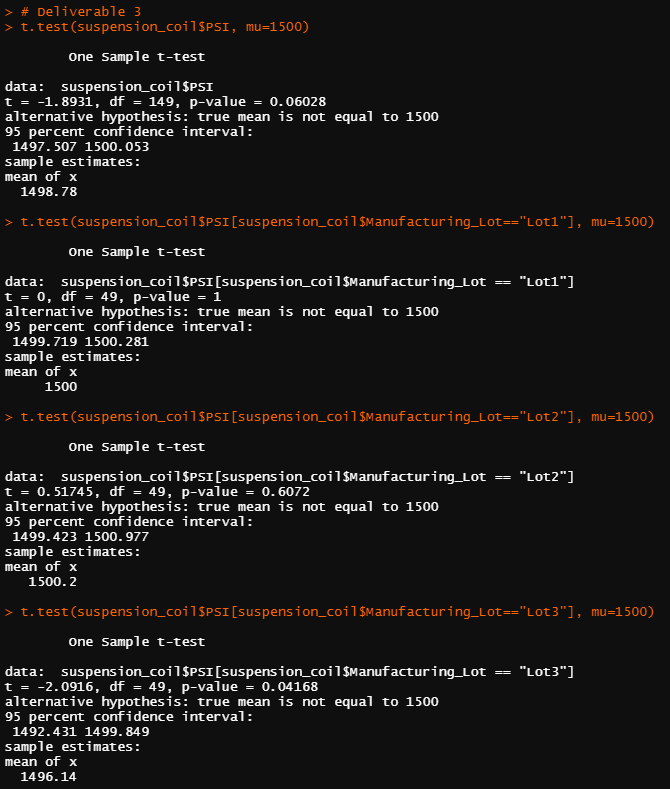 > # Deliverable 3
> t.test(suspension_coil$PSI, mu=1500)
One Sample t-test
data:  suspension_coil$PSI
t = -1.8931, df = 149, p-value = 0.06028
alternative hypothesis: true mean is not equal to 1500
95 percent confidence interval:
1497.507 1500.053
sample estimates:
mean of x
1498.78
> t.test(suspension_coil$PSI[suspension_coil$Manufacturing_Lot=="Lot1"], mu=1500)
One Sample t-test
data:  suspension_coil$PSI[suspension_coil$Manufacturing_Lot == "Lot1"]
t = 0, df = 49, p-value = 1
alternative hypothesis: true mean is not equal to 1500
95 percent confidence interval:
1499.719 1500.281
sample estimates:
mean of x
1500
> t.test(suspension_coil$PSI[suspension_coil$Manufacturing_Lot=="Lot2"], mu=1500)
One Sample t-test
data:  suspension_coil$PSI[suspension_coil$Manufacturing_Lot == "Lot2"]
t = 0.51745, df = 49, p-value = 0.6072
alternative hypothesis: true mean is not equal to 1500
95 percent confidence interval:
1499.423 1500.977
sample estimates:
mean of x
1500.2
> t.test(suspension_coil$PSI[suspension_coil$Manufacturing_Lot=="Lot3"], mu=1500)
One Sample t-test
data:  suspension_coil$PSI[suspension_coil$Manufacturing_Lot == "Lot3"]
t = -2.0916, df = 49, p-value = 0.04168
alternative hypothesis: true mean is not equal to 1500
95 percent confidence interval:
1492.431 1499.849
sample estimates:
mean of x
1496.14